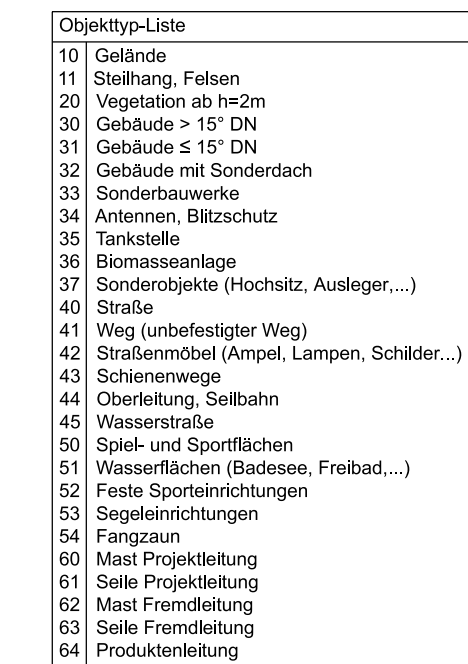 Objekttyp-Liste
10 Gelände
11 Steilhang, Felsen
20 Vegetation ab h=2m
30 Gebäude > 15° DN
31 Gebäude ≤ 15° DN
32 Gebäude mit Sonderdach
33 Sonderbauwerke
34 Antennen, Blitzschutz
35 Tankstelle
36 Biomasseanlage
37 Sonderobjekte (Hochsitz, Ausleger,...)
40 Straße
41 Weg (unbefestigter Weg)
42 Straßenmöbel (Ampel, Lampen, Schilder...)
43 Schienenwege
44 Oberleitung, Seilbahn
45 Wasserstraße
50 Spiel- und Sportflächen
51 Wasserflächen (Badesee, Freibad,...)
52 Feste Sporteinrichtungen
53 Segeleinrichtungen
54 Fangzaun
60 Mast Projektleitung
61 Seile Projektleitung
62 Mast Fremdleitung
63 Seile Fremdleitung
64 Produktenleitung